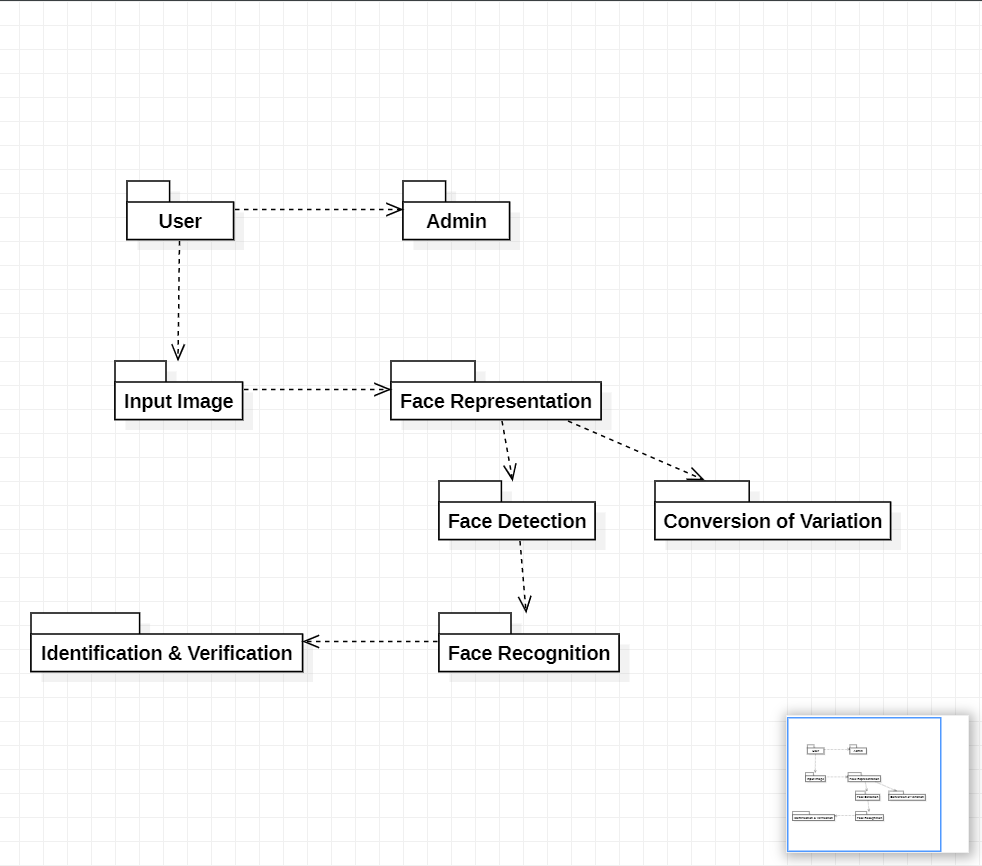 User
Admin
Input Image
Face Representation
Face Detection
Conversion of Variation
Identification & Verification
Face Recognition